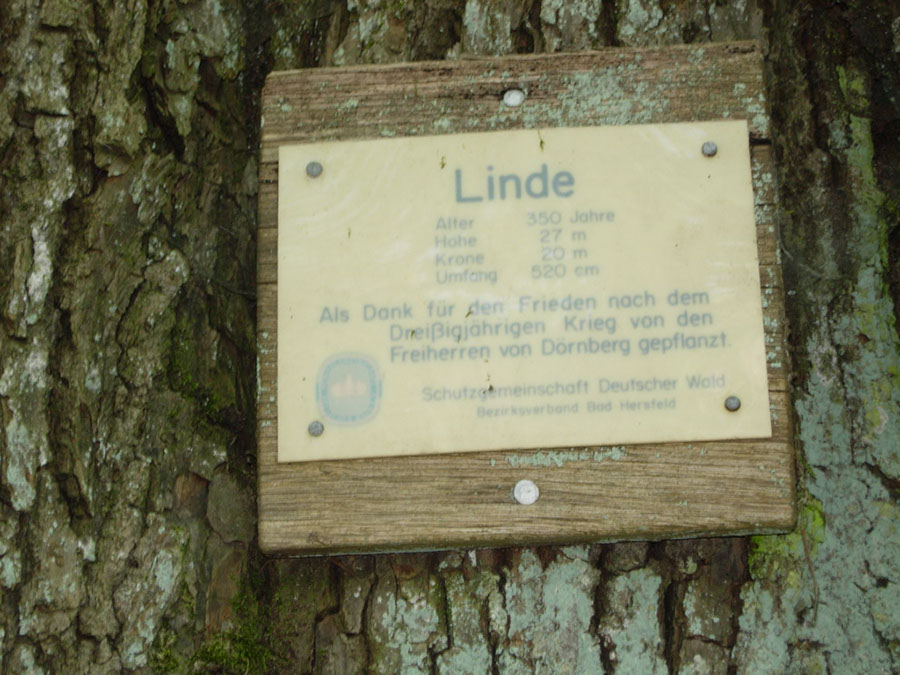 Linde
Alter 350 Jahre
Höhe 27 m
Krone 20 m
Umfang 520 cm
Als Dank für den Frieden nach dem
Dreißigjährigen Krieg von den
Freiherren von Dörnberg gepflanzt.
Schutzgemeinschaft Deutscher Wald
Bezirksverband Bad Hersfeld